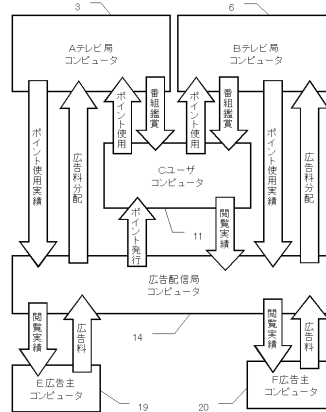 3
6
Aテレビ局
コンピュータ
Bテレビ局
コンピュータ
ポイント使用実績
広告料分配
ポイント使用
番組鑑賞
ポイント使用
番組鑑賞
ポイント使用実績
広告料分配
Cユーザ
コンピュータ
11
ポイント発行
閲覧実績
広告配信局
コンピュータ
14
閲覧実績
広告料
閲覧実績
広告料
E広告主
コンピュータ
19
20
F広告主
コンピュータ